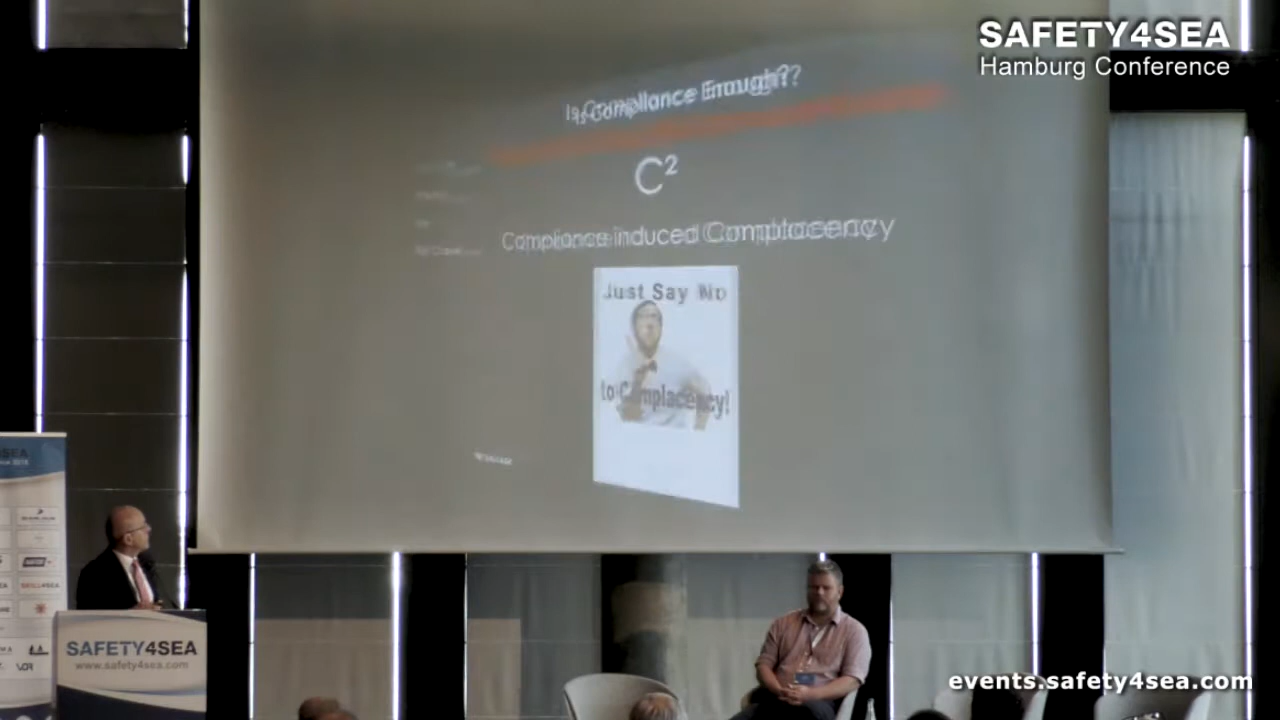 SAFETY4SEA
Hamburg Conference
Is Compliance Enough??
C²
Compliance induced Complacency
Just Say No
to Complacency!
SAFETY4SEA
www.safety4sea.com
events.safety4sea.com